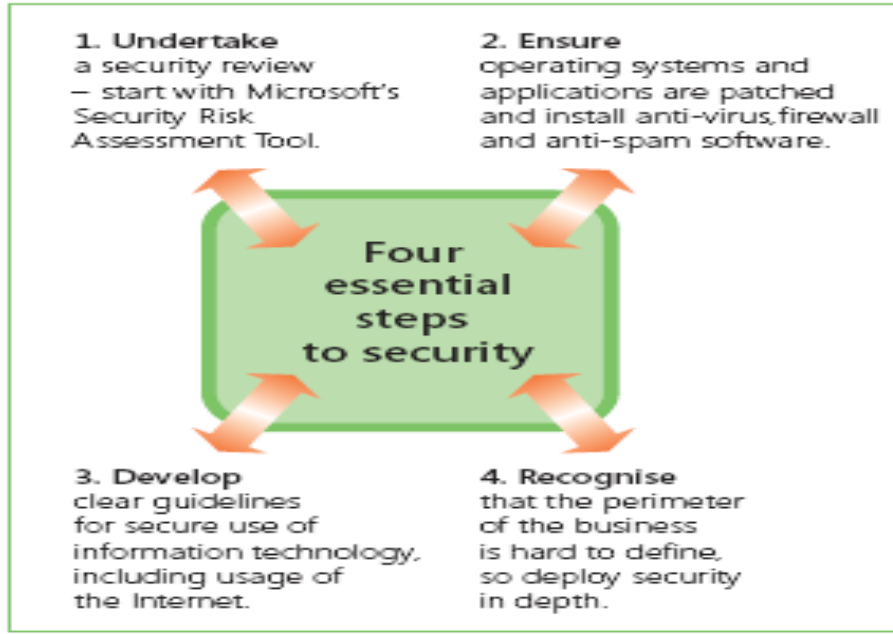 1. Undertake
a security review
– start with Microsoft's
Security Risk
Assessment Tool.
2. Ensure
operating systems and
applications are patched
and install anti-virus,firewall
and anti-spam software.
Four
essential
steps
to security
3. Develop
clear guidelines
for secure use of
information technology,
including usage of
the Internet.
4. Recognise
that the perimeter
of the business
is hard to define,
so deploy security
in depth.